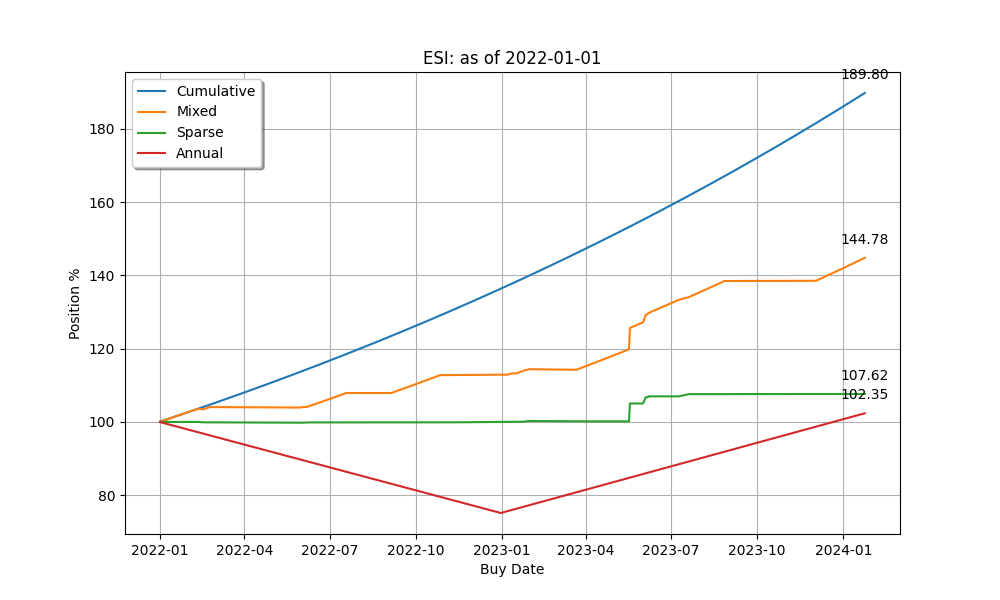 ESI: as of 2022-01-01
189.80
Cumulative
Mixed
Sparse
Annual
144.78
107.62
102.35
180
160
140
120
100
80
Position %
2022-01 2022-04 2022-07 2022-10 2023-01 2023-04 2023-07 2023-10 2024-01
Buy Date